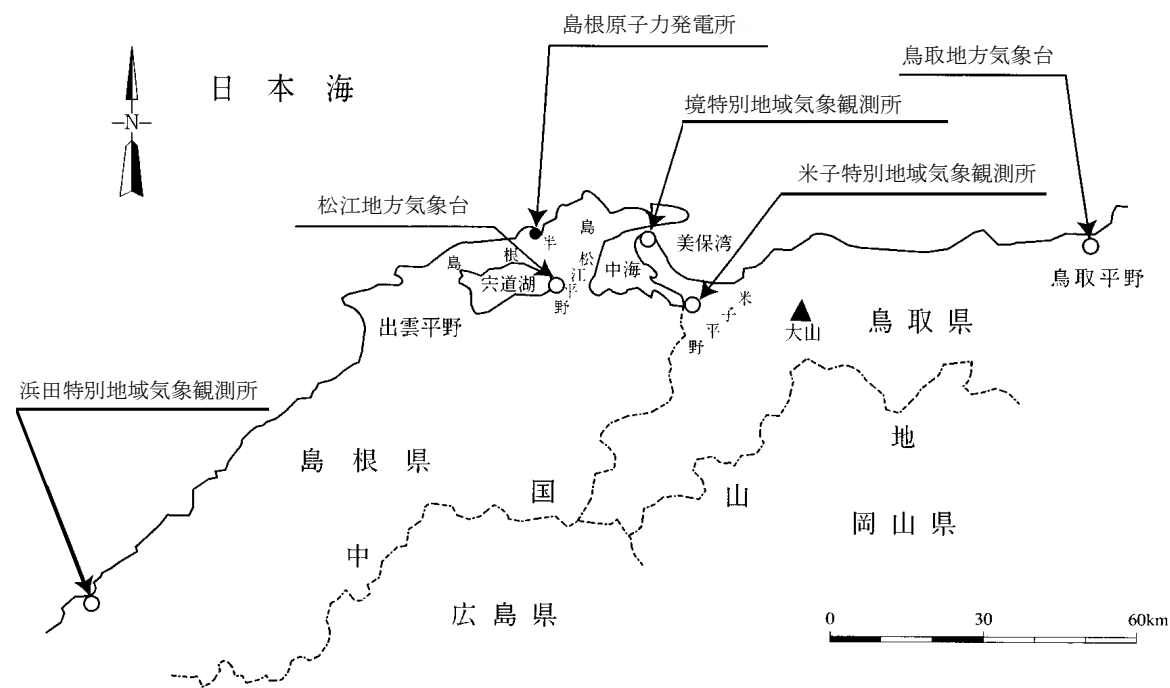 島根原子力発電所
鳥取地方気象台
日本海
境特別地域気象観測所
N
米子特別地域気象観測所
松江地方気象台
島根半島
美保湾
松江平野
中海
宍道湖
鳥取平野
米子平野
大山
鳥取県
出雲平野
浜田特別地域気象観測所
島根県
中国山地
岡山県
広島県
0 30 60km